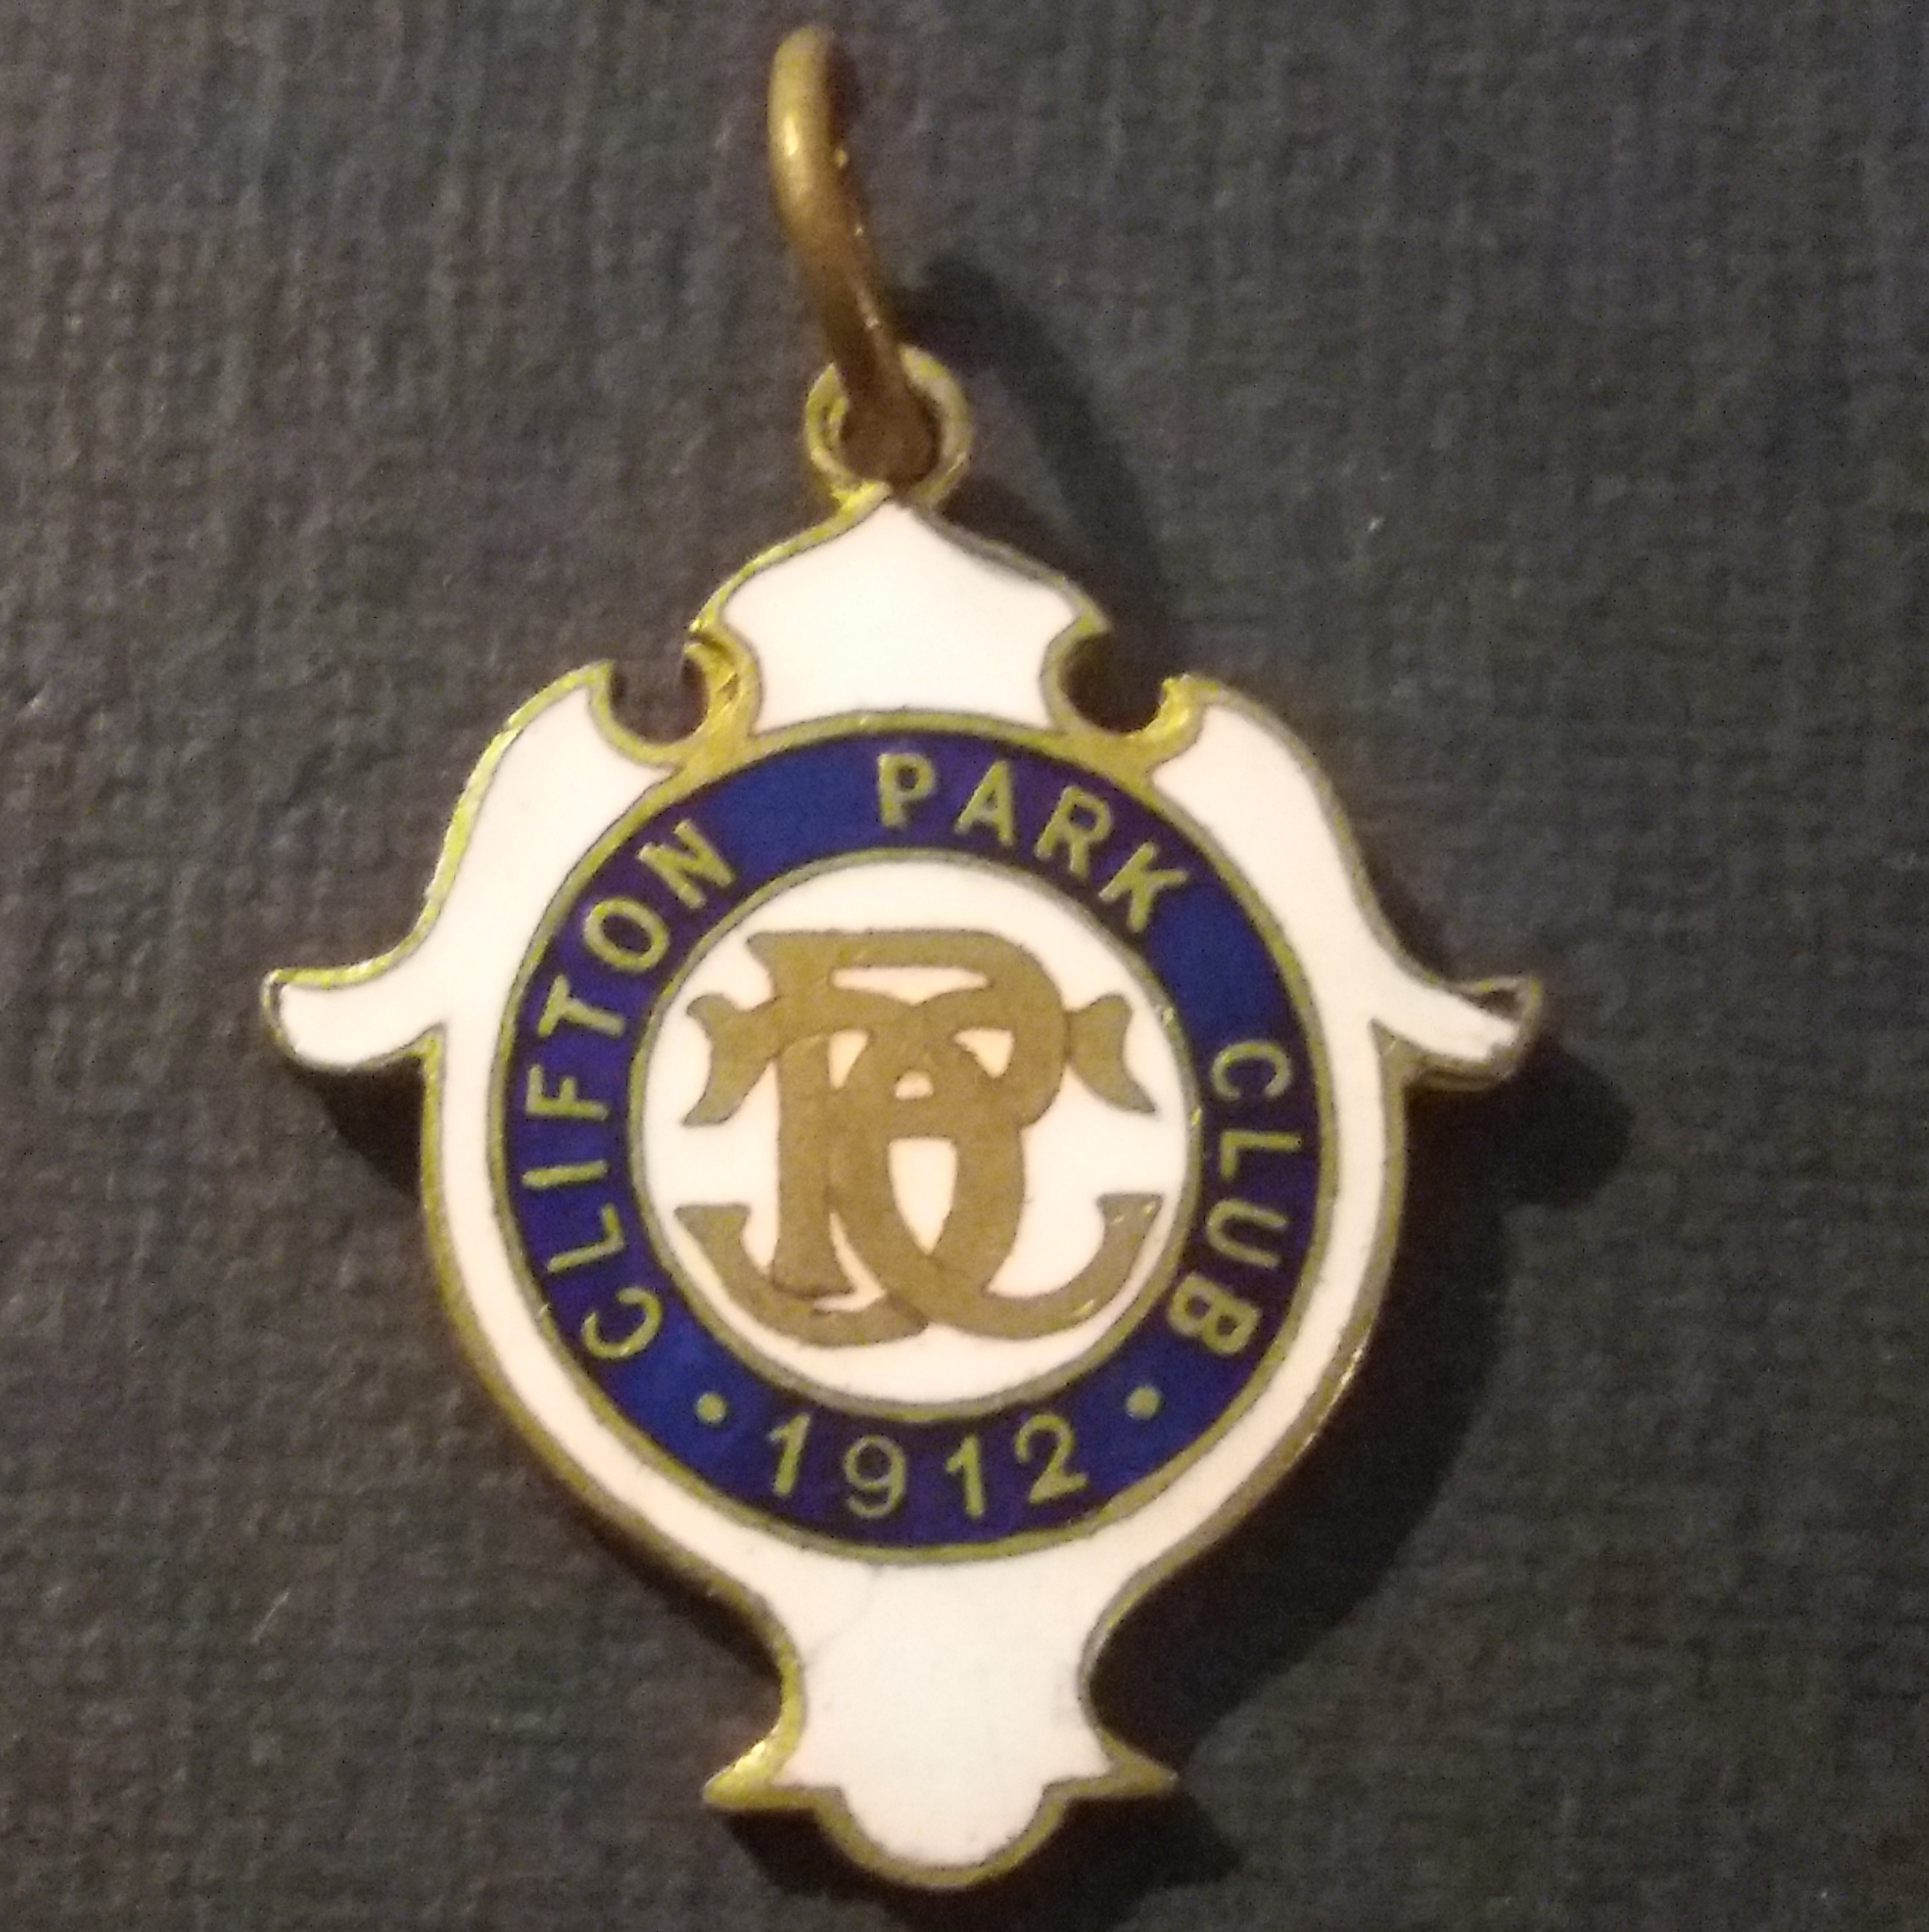 CLIFTON PARK CLUB
• 1912 •
CPC